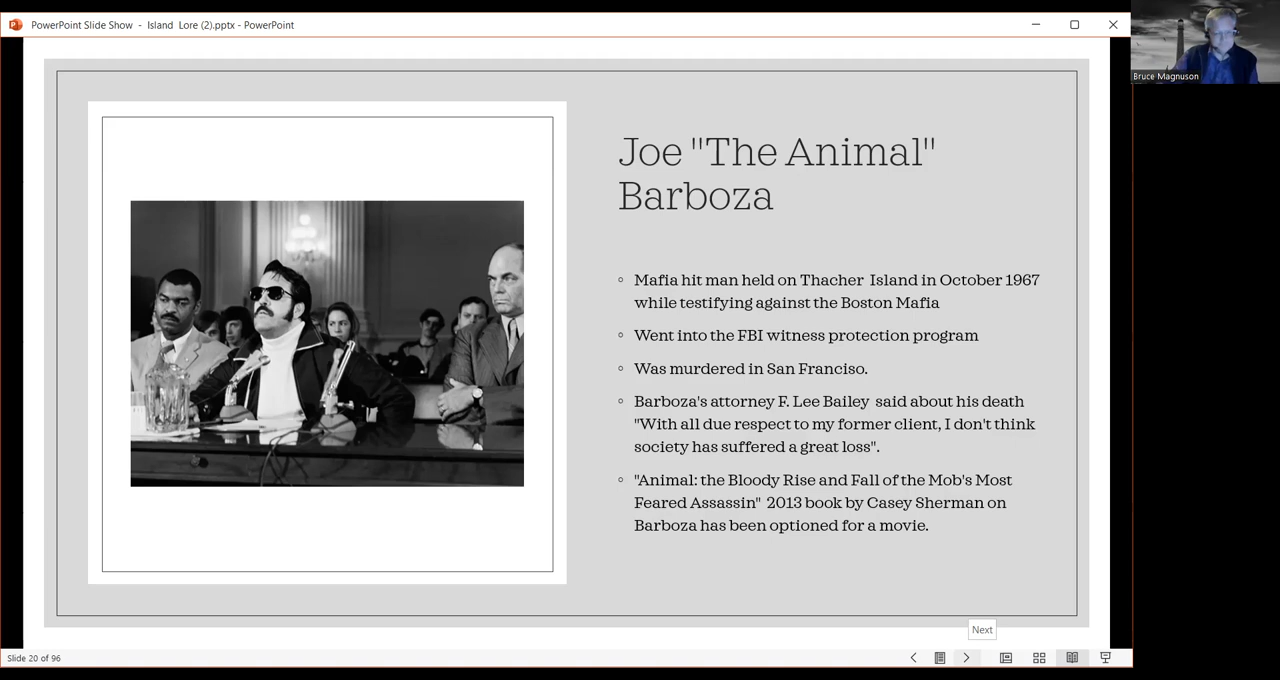 PowerPoint Slide Show - Island Lore (2).pptx - PowerPoint
Bruce Magnuson
Joe "The Animal"
Barboza
Mafia hit man held on Thacher Island in October 1967
while testifying against the Boston Mafia
Went into the FBI witness protection program
Was murdered in San Franciso.
Barboza's attorney F. Lee Bailey said about his death
"With all due respect to my former client, I don't think
society has suffered a great loss".
"Animal: the Bloody Rise and Fall of the Mob's Most
Feared Assassin" 2013 book by Casey Sherman on
Barboza has been optioned for a movie.
Next
Slide 20 of 96